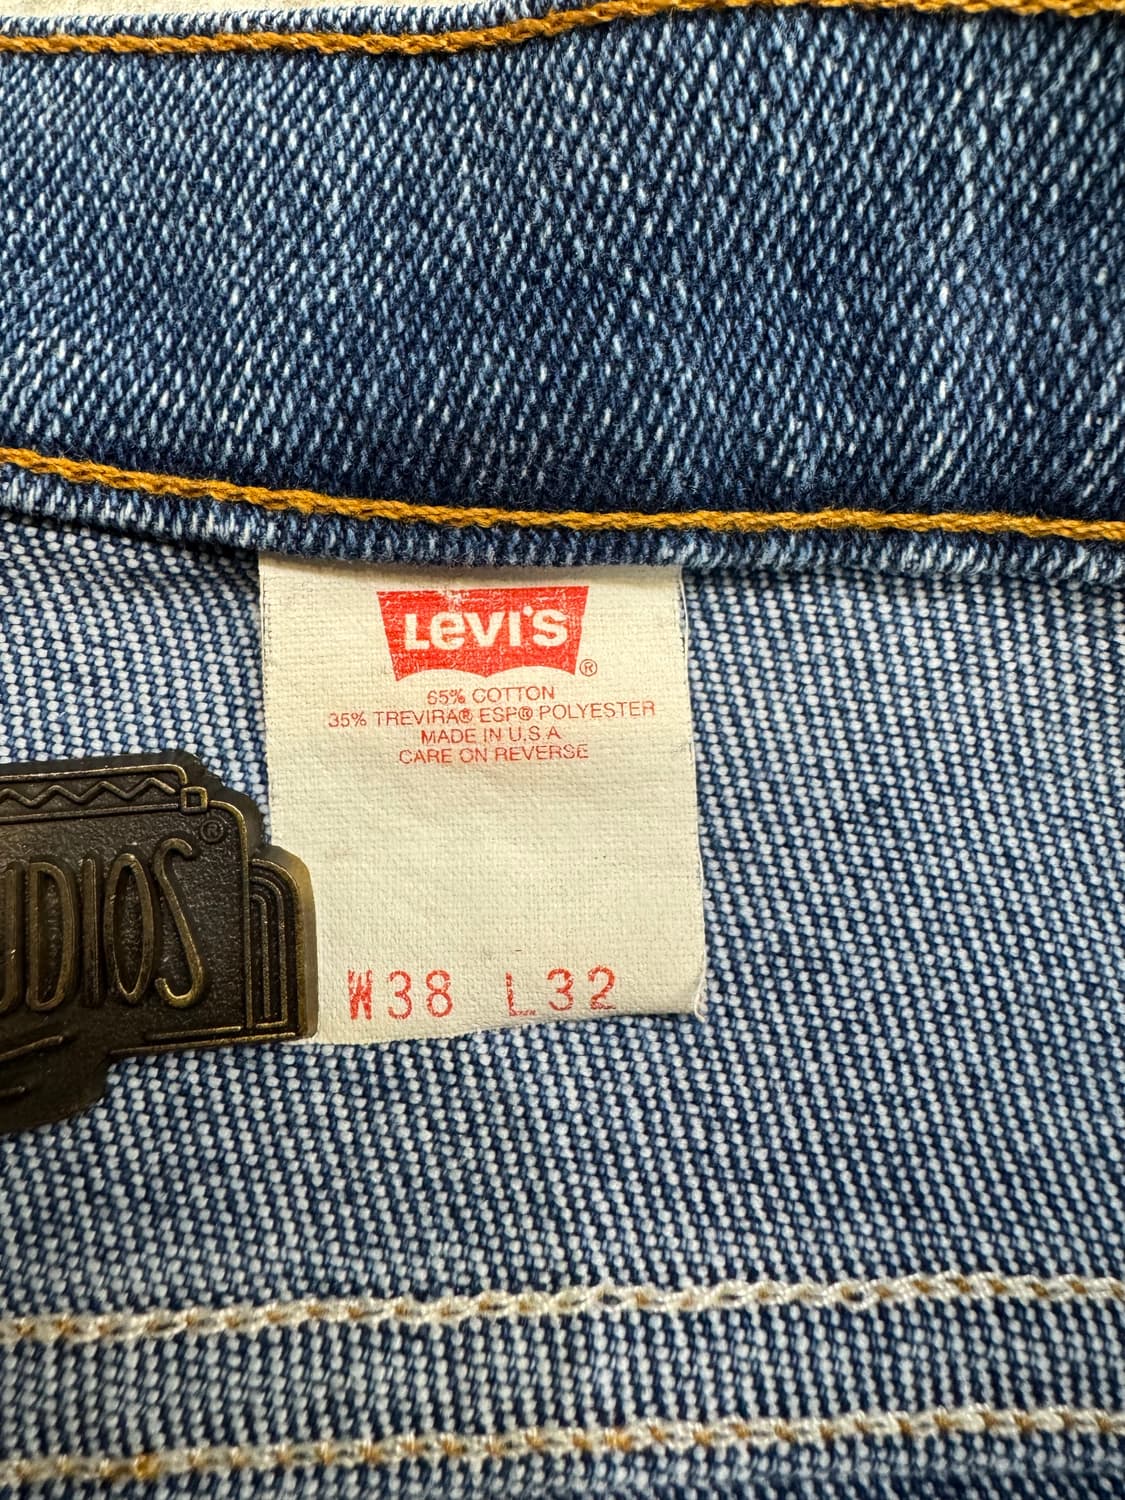 Levi's ®
65% COTTON
35% TREVIRA® ESP® POLYESTER
MADE IN U.S.A
CARE ON REVERSE
UDIOS ®
W38 L32